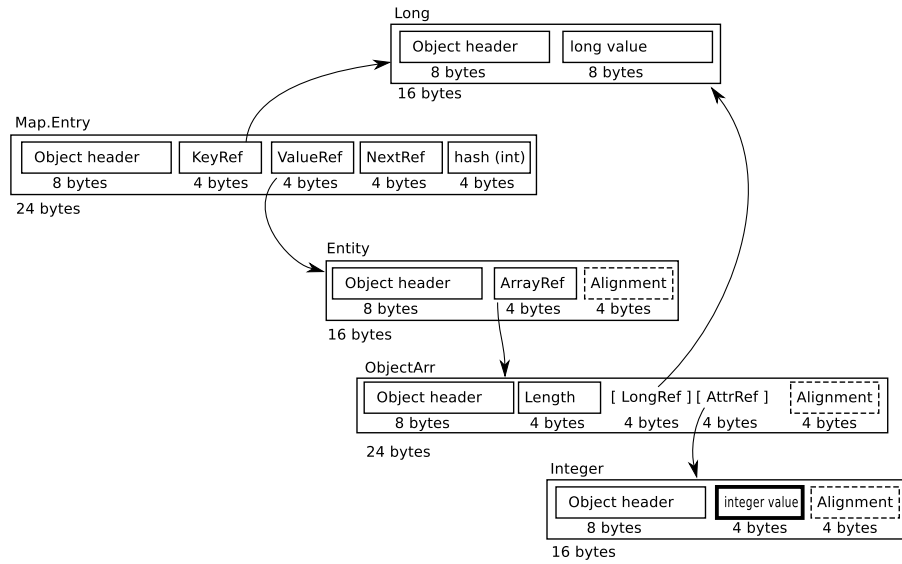 Long
Object header
long value
8 bytes
8 bytes
16 bytes
Map.Entry
Object header
KeyRef
ValueRef
NextRef
hash (int)
8 bytes
4 bytes
4 bytes
4 bytes
4 bytes
24 bytes
Entity
Object header
ArrayRef
Alignment
8 bytes
4 bytes
4 bytes
16 bytes
ObjectArr
Object header
Length
[ LongRef ]
[ AttrRef ]
Alignment
8 bytes
4 bytes
4 bytes
4 bytes
4 bytes
24 bytes
Integer
Object header
integer value
Alignment
8 bytes
4 bytes
4 bytes
16 bytes